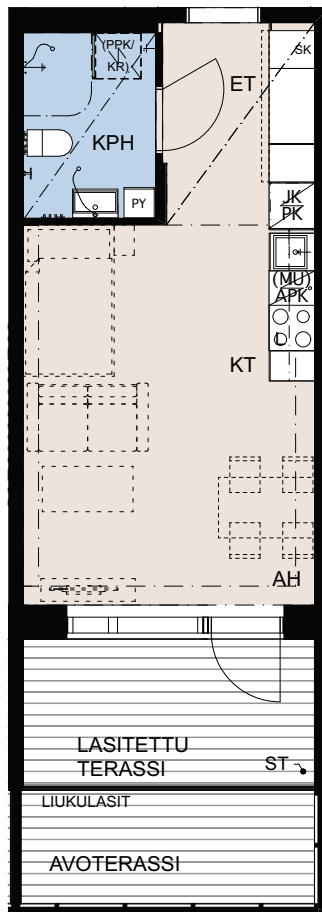 (PPK/
KR)
SK
ET
KPH
PY
JK
PK
(MU)
APK
L
KT
AH
LASITETTU
TERASSI
ST
LIUKULASIT
AVOTERASSI